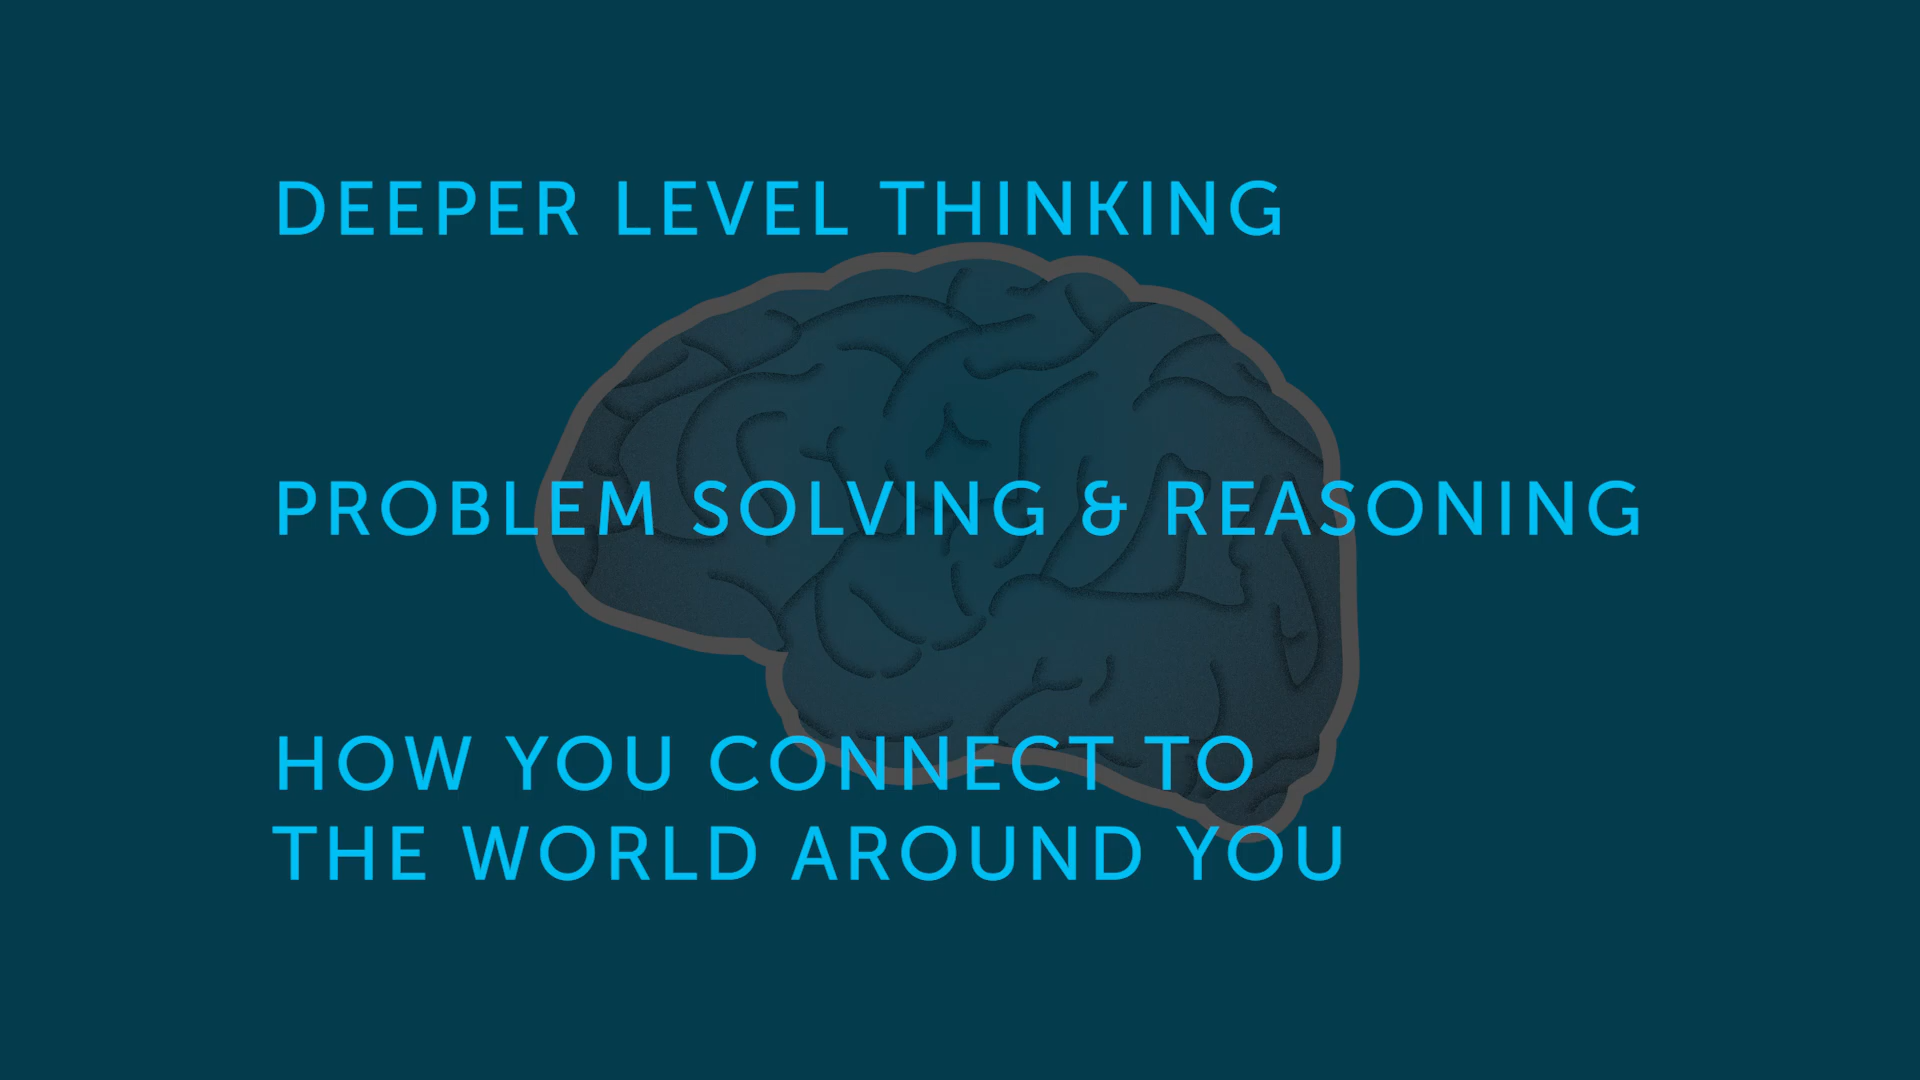 DEEPER LEVEL THINKING
PROBLEM SOLVING & REASONING
HOW YOU CONNECT TO
THE WORLD AROUND YOU